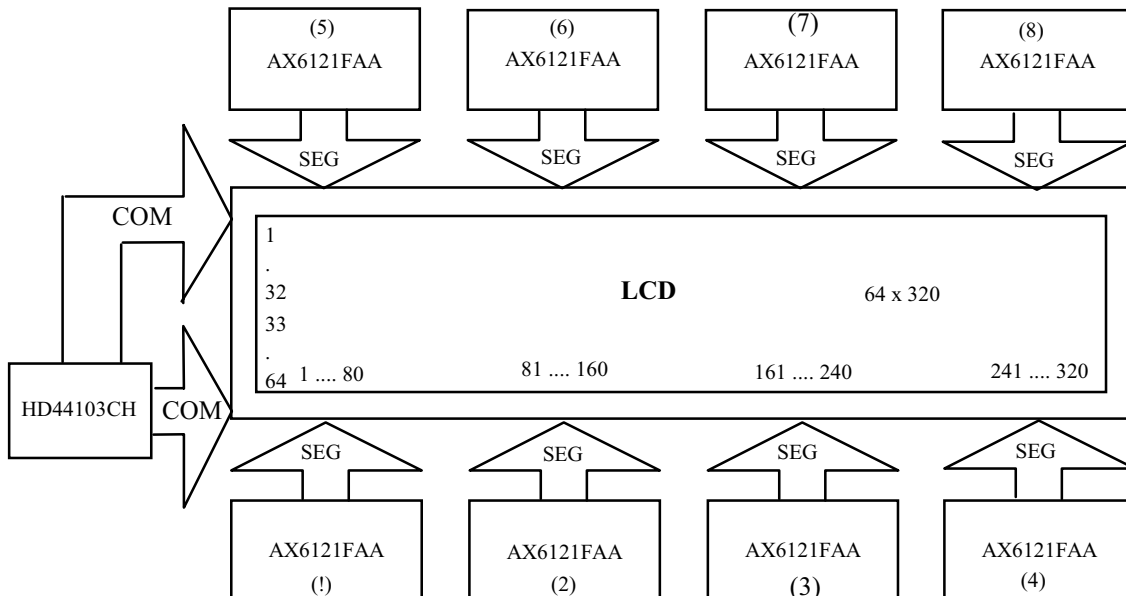 (5)
AX6121FAA
(6)
AX6121FAA
(7)
AX6121FAA
(8)
AX6121FAA
SEG
SEG
SEG
SEG
COM
1
.
32
33
.
64
LCD
64 x 320
1 .... 80
81 .... 160
161 .... 240
241 .... 320
HD44103CH
COM
SEG
SEG
SEG
SEG
AX6121FAA
(!)
AX6121FAA
(2)
AX6121FAA
(3)
AX6121FAA
(4)